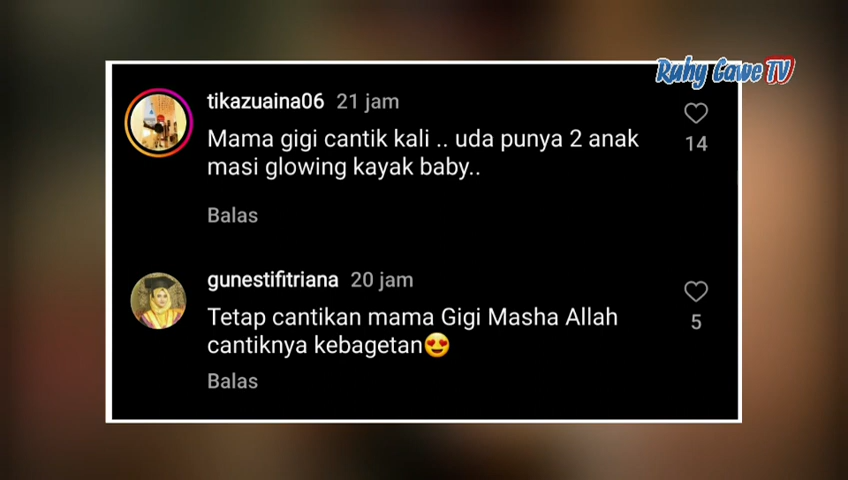 Ruhy Gawe TV
tikazuaina06 21 jam
Mama gigi cantik kali .. uda punya 2 anak
masi glowing kayak baby..
14
Balas
gunestifitriana 20 jam
Tetap cantikan mama Gigi Masha Allah
cantiknya kebagetan😍
5
Balas